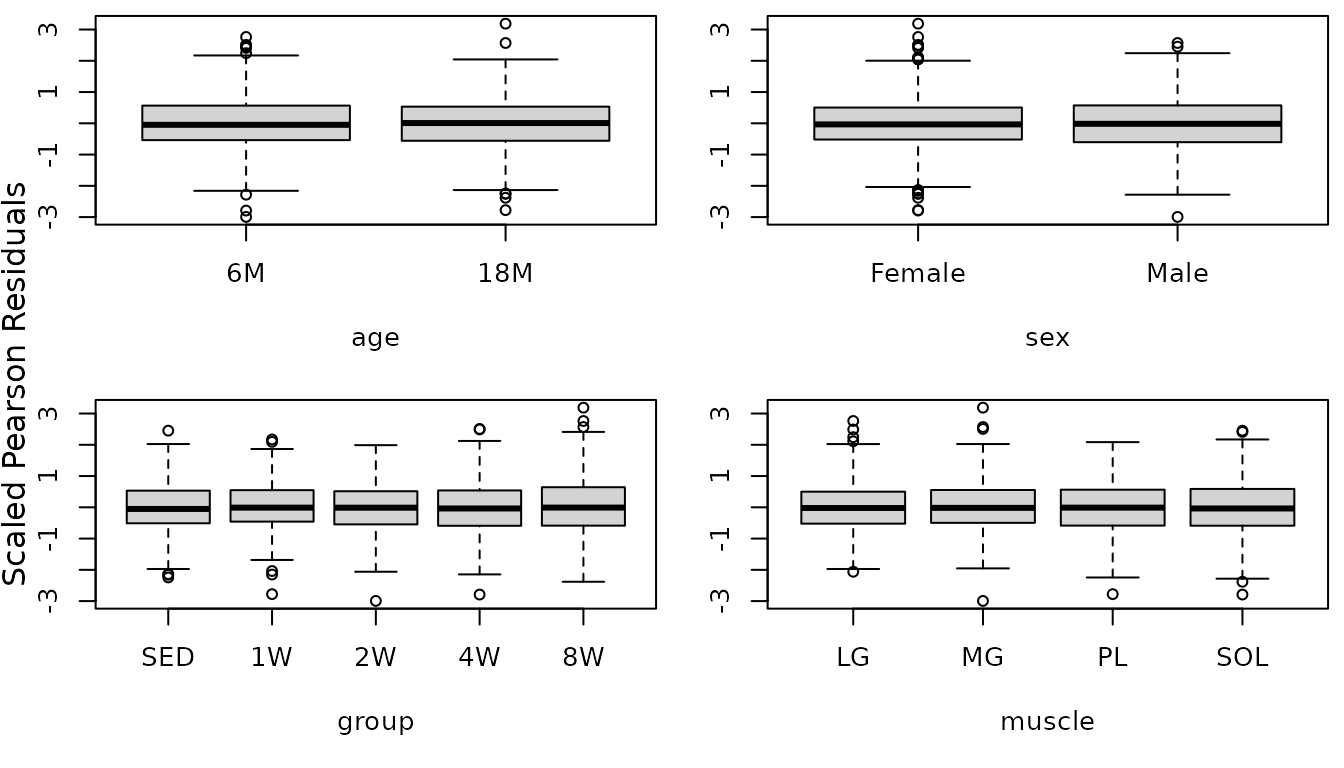 Scaled Pearson Residuals
3
1
-1
-3
6M 18M
age
3
1
-1
-3
Female Male
sex
3
1
-1
-3
SED 1W 2W 4W 8W
group
3
1
-1
-3
LG MG PL SOL
muscle